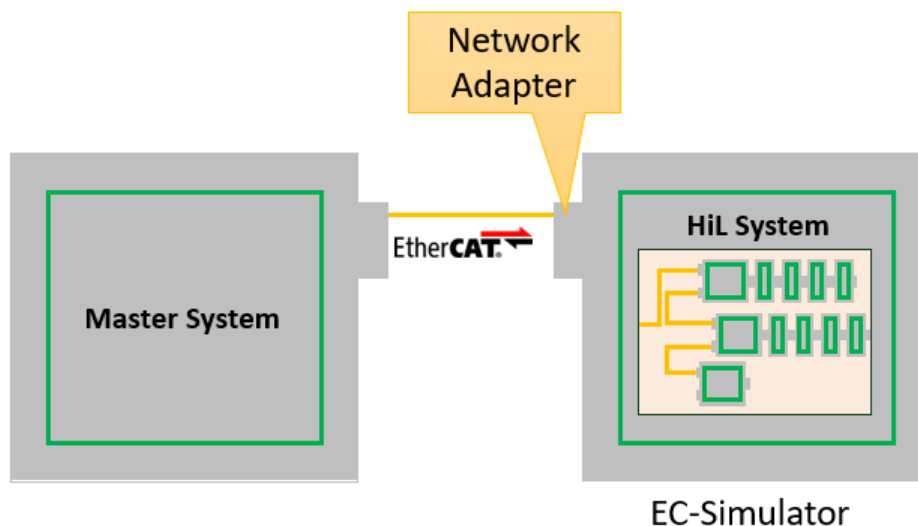 Network
Adapter
HiL System
EtherCAT®
Master System
EC-Simulator